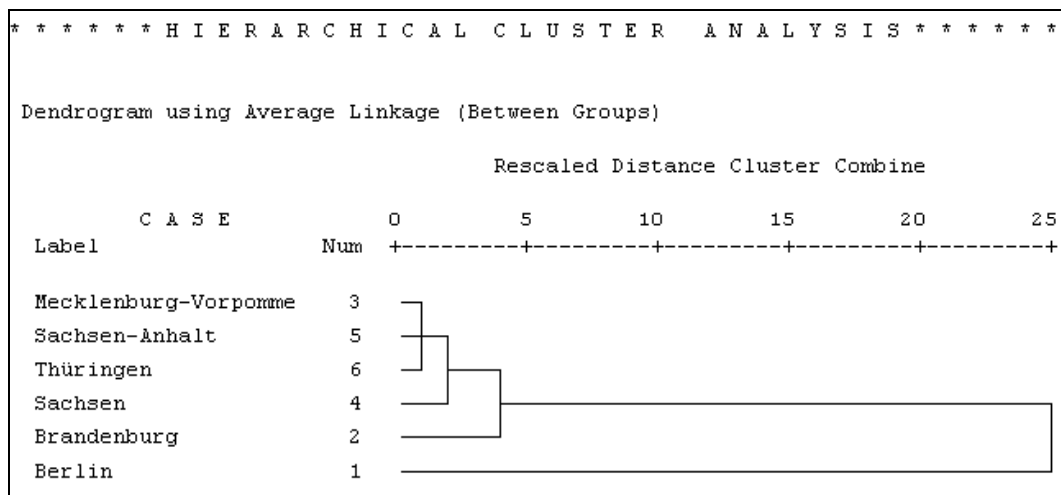 * * * * * * H I E R A R C H I C A L  C L U S T E R   A N A L Y S I S * * * * * *
Dendrogram using Average Linkage (Between Groups)
Rescaled Distance Cluster Combine
C A S E 0 5 10 15 20 25
Label Num +---------+---------+---------+---------+---------+
Mecklenburg-Vorpomme 3
Sachsen-Anhalt 5
Thüringen 6
Sachsen 4
Brandenburg 2
Berlin 1